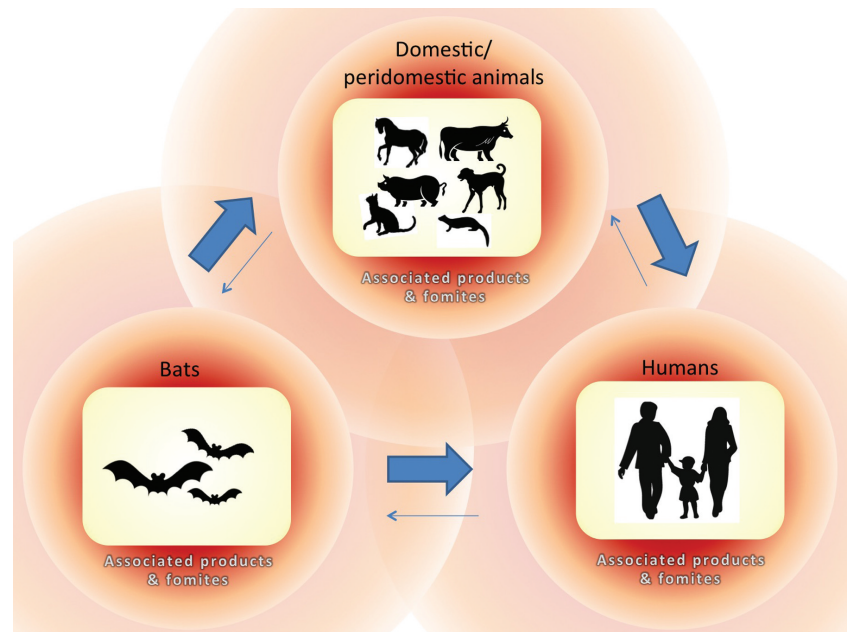 Domestic/
peridomestic animals
Associated products
& fomites
Bats
Associated products
& fomites
Humans
Associated products
& fomites